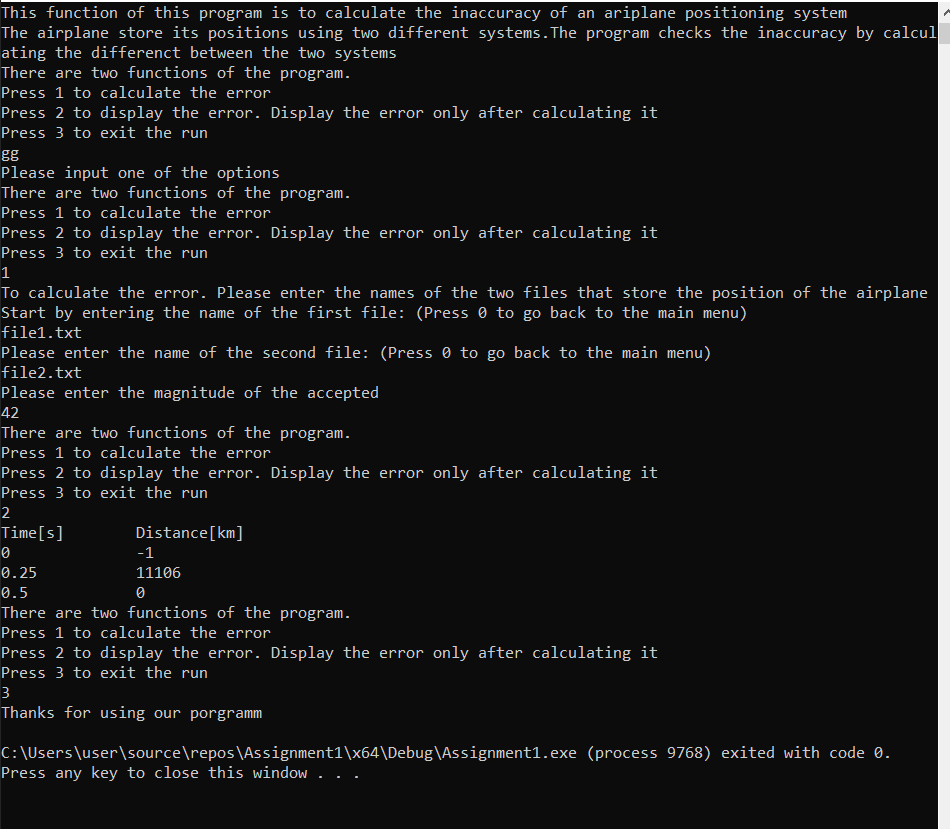 This function of this program is to calculate the inaccuracy of an ariplane positioning system
The airplane store its positions using two different systems.The program checks the inaccuracy by calcul
ating the differenct between the two systems
There are two functions of the program.
Press 1 to calculate the error
Press 2 to display the error. Display the error only after calculating it
Press 3 to exit the run
gg
Please input one of the options
There are two functions of the program.
Press 1 to calculate the error
Press 2 to display the error. Display the error only after calculating it
Press 3 to exit the run
1
To calculate the error. Please enter the names of the two files that store the position of the airplane
Start by entering the name of the first file: (Press 0 to go back to the main menu)
file1.txt
Please enter the name of the second file: (Press 0 to go back to the main menu)
file2.txt
Please enter the magnitude of the accepted
42
There are two functions of the program.
Press 1 to calculate the error
Press 2 to display the error. Display the error only after calculating it
Press 3 to exit the run
2
Time[s]        Distance[km]
0              -1
0.25           11106
0.5            0
There are two functions of the program.
Press 1 to calculate the error
Press 2 to display the error. Display the error only after calculating it
Press 3 to exit the run
3
Thanks for using our porgramm
C:\Users\user\source\repos\Assignment1\x64\Debug\Assignment1.exe (process 9768) exited with code 0.
Press any key to close this window . . .